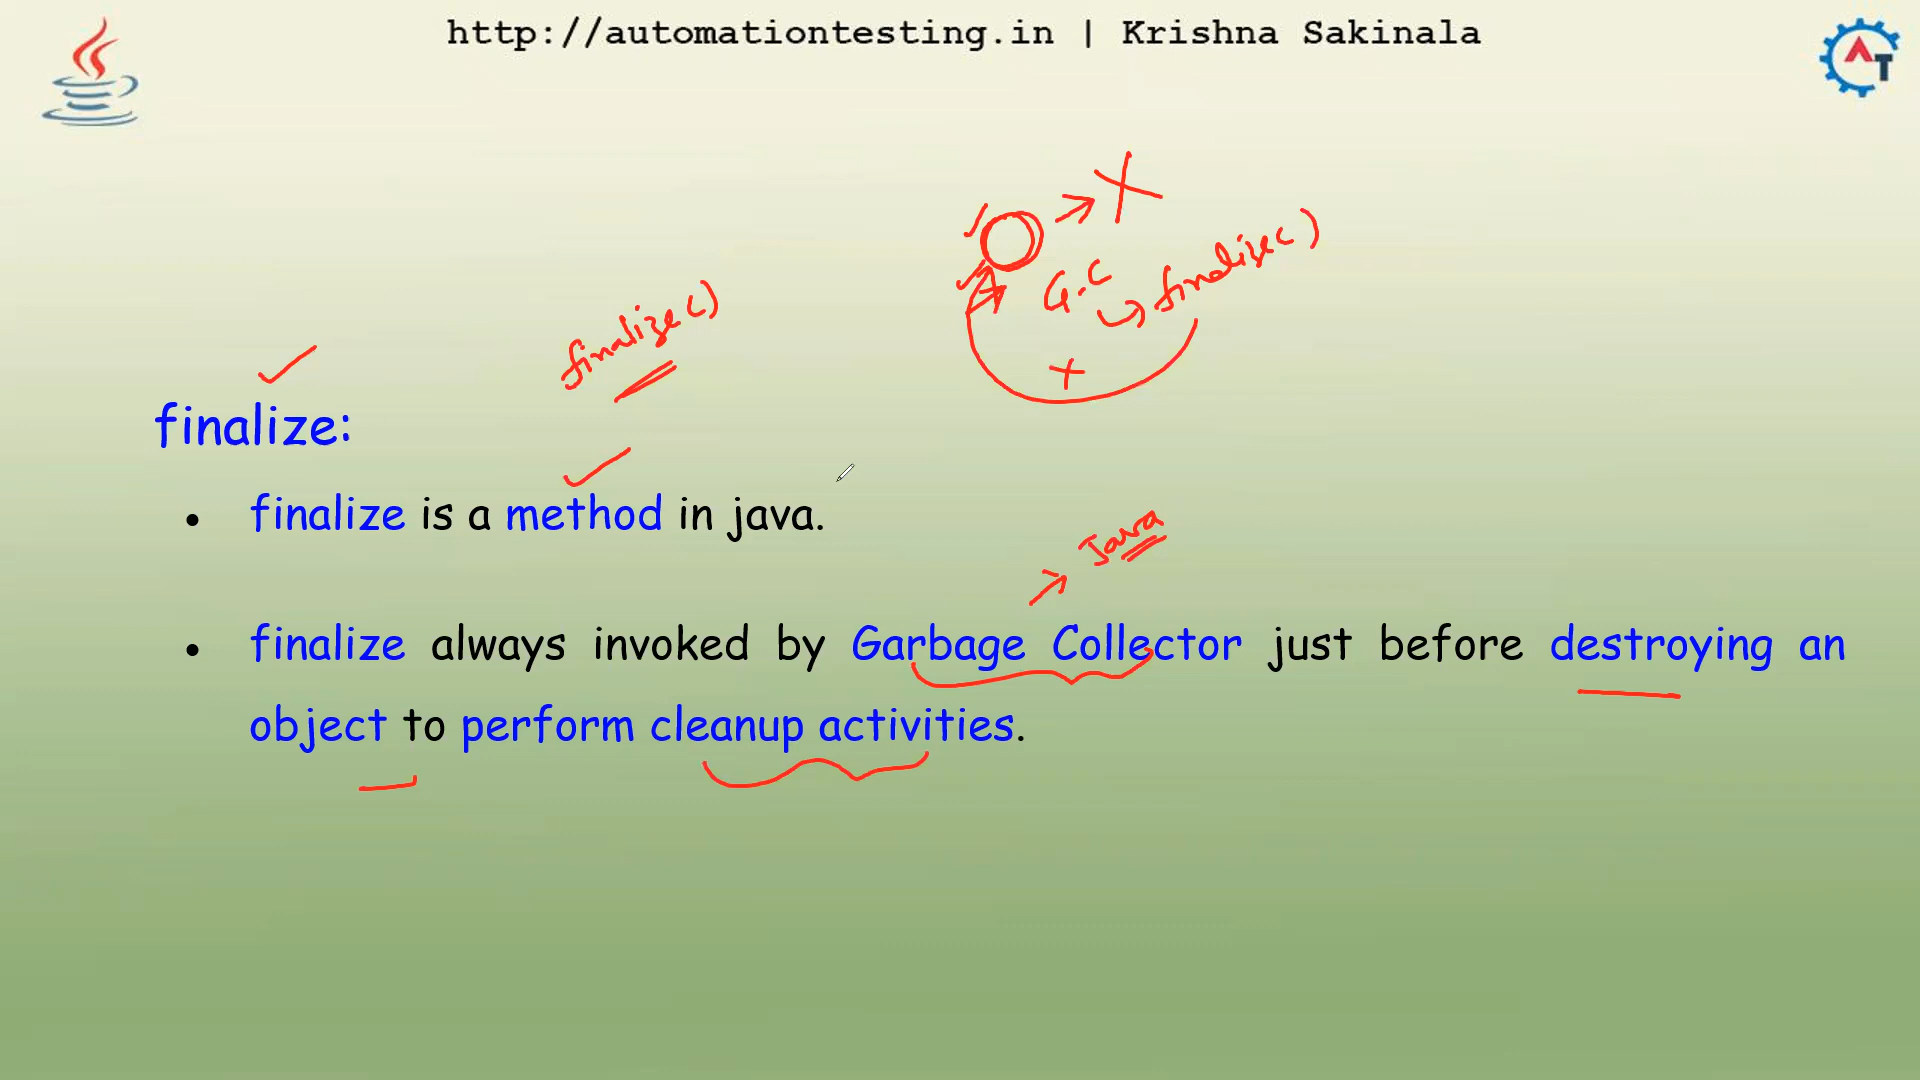 http://automationtesting.in | Krishna Sakinala
AT
finalize()
G.C
finalize()
finalize:
• finalize is a method in java.
Java
• finalize always invoked by Garbage Collector just before destroying an
object to perform cleanup activities.